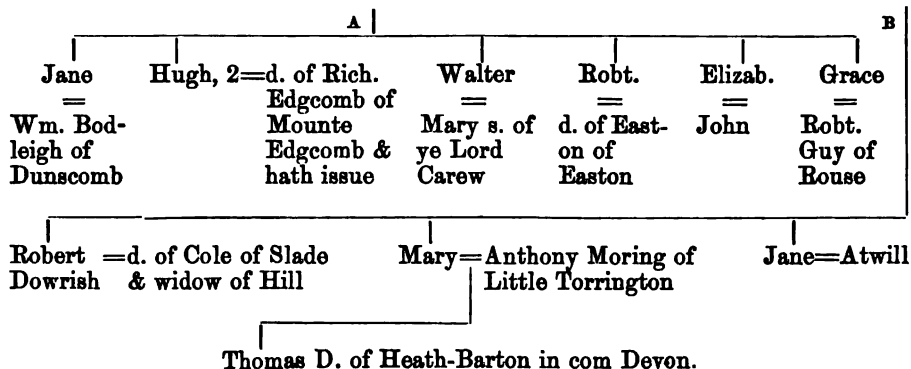 A B
Jane Hugh, 2=d. of Rich. Walter Robt. Elizab. Grace
= Edgcomb of = = = =
Wm. Bod- Mounte Mary s. of d. of East- John Robt.
leigh of Edgcomb & ye Lord on of Guy of
Dunscomb hath issue Carew Easton Rouse
Robert =d. of Cole of Slade Mary=Anthony Moring of Jane=Atwill
Dowrish & widow of Hill Little Torrington
Thomas D. of Heath-Barton in com Devon.